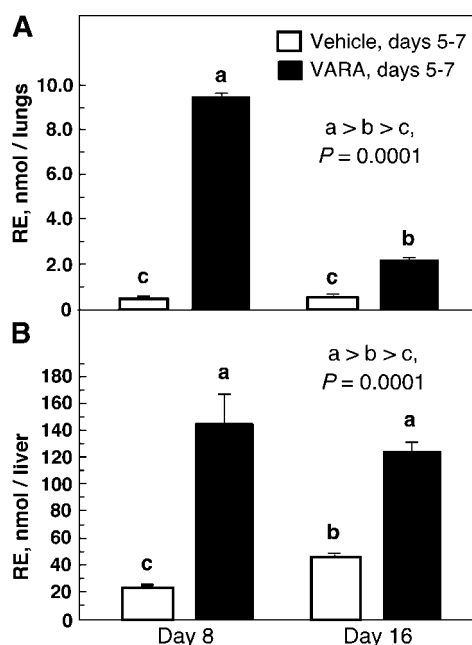 A
Vehicle, days 5-7
VARA, days 5-7
RE, nmol / lungs
10.0
8.0
6.0
4.0
2.0
0
a > b > c,
P = 0.0001
c
a
c
b
B
RE, nmol / liver
180
160
140
120
100
80
60
40
20
0
a > b > c,
P = 0.0001
c
a
b
a
Day 8
Day 16